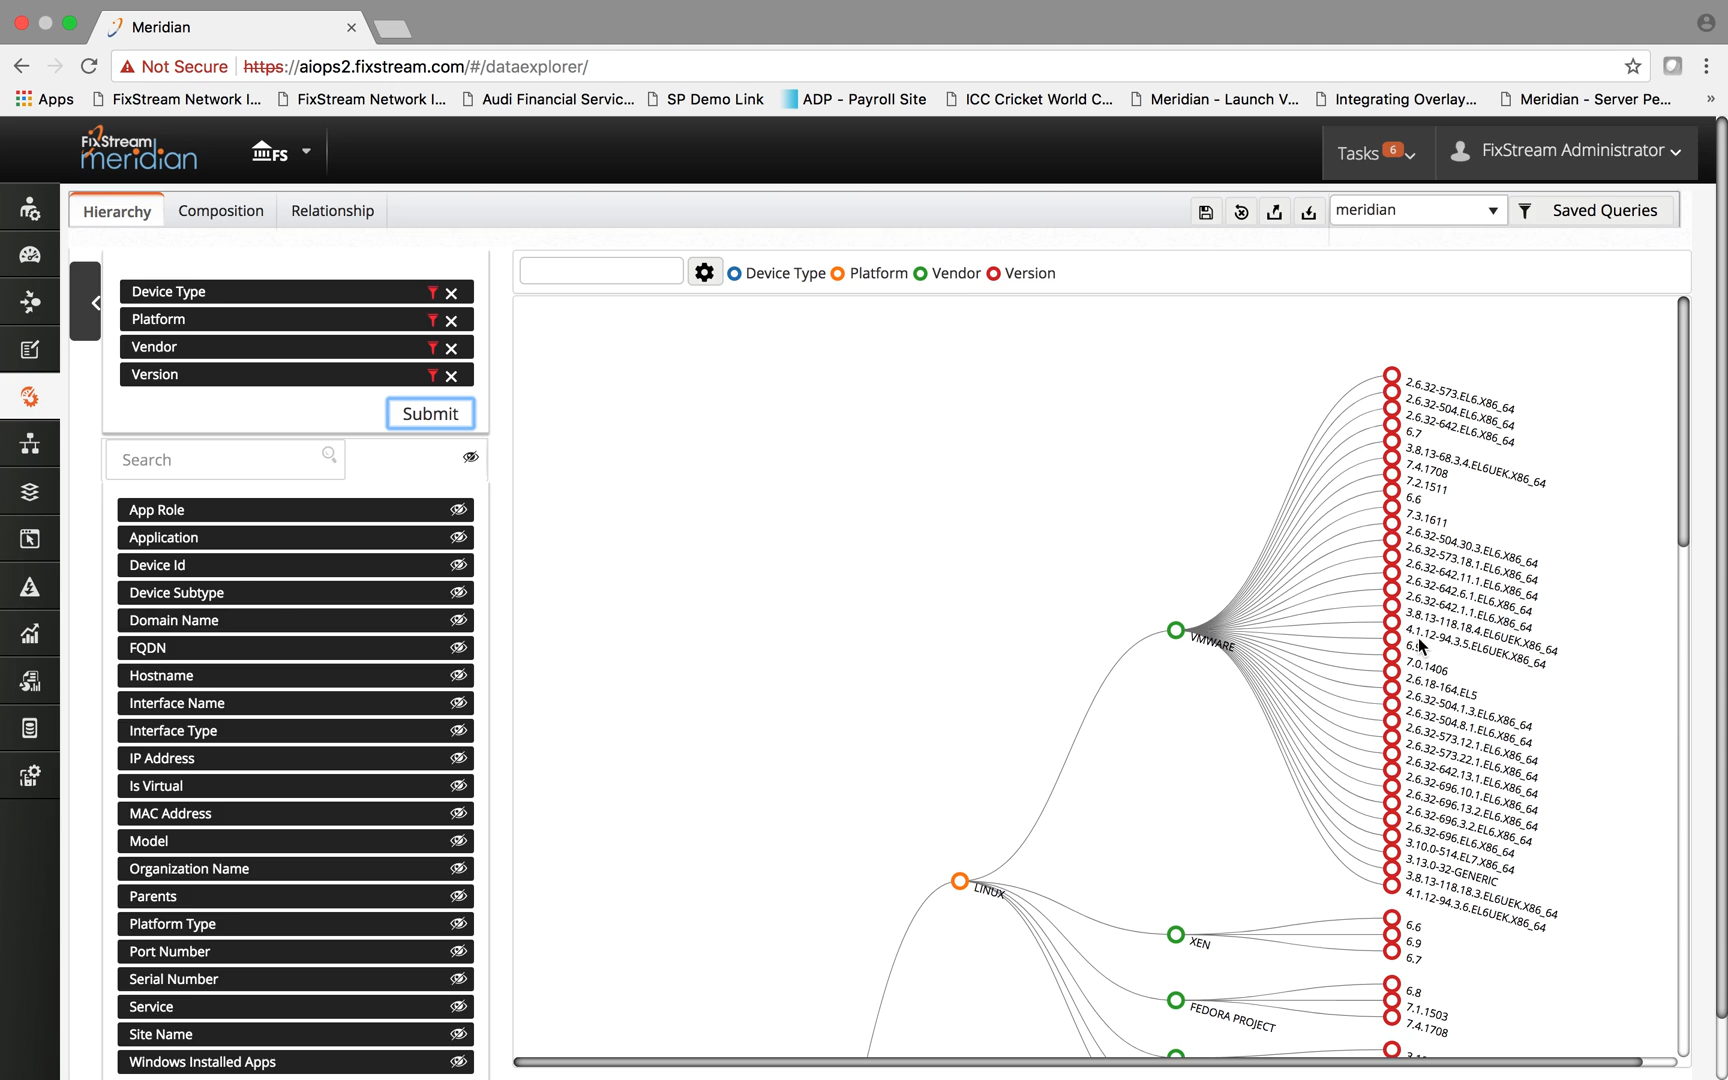 Meridian
Not Secure https://aiops2.fixstream.com/#/dataexplorer/
Apps FixStream Network I... FixStream Network I... Audi Financial Servic... SP Demo Link ADP - Payroll Site ICC Cricket World C... Meridian - Launch V... Integrating Overlay... Meridian - Server Pe... »
FixStream
meridian
FS
Tasks 6
FixStream Administrator
Hierarchy Composition Relationship
meridian
Saved Queries
Device Type
Platform
Vendor
Version
Submit
Search
App Role
Application
Device Id
Device Subtype
Domain Name
FQDN
Hostname
Interface Name
Interface Type
IP Address
Is Virtual
MAC Address
Model
Organization Name
Parents
Platform Type
Port Number
Serial Number
Service
Site Name
Windows Installed Apps
Device Type Platform Vendor Version
LINUX
VMWARE
2.6.32-573.EL6.X86_64
2.6.32-504.EL6.X86_64
2.6.32-642.EL6.X86_64
6.7
3.8.13-68.3.4.EL6UEK.X86_64
7.4.1708
7.2.1511
6.6
7.3.1611
2.6.32-504.30.3.EL6.X86_64
2.6.32-573.18.1.EL6.X86_64
2.6.32-642.11.1.EL6.X86_64
2.6.32-642.6.1.EL6.X86_64
2.6.32-642.1.1.EL6.X86_64
3.8.13-118.18.4.EL6UEK.X86_64
4.1.12-94.3.5.EL6UEK.X86_64
7.0.1406
2.6.18-164.EL5
2.6.32-504.1.3.EL6.X86_64
2.6.32-504.8.1.EL6.X86_64
2.6.32-573.12.1.EL6.X86_64
2.6.32-573.22.1.EL6.X86_64
2.6.32-642.13.1.EL6.X86_64
2.6.32-696.10.1.EL6.X86_64
2.6.32-696.13.2.EL6.X86_64
2.6.32-696.3.2.EL6.X86_64
2.6.32-696.EL6.X86_64
3.10.0-514.EL7.X86_64
3.13.0-32-GENERIC
3.8.13-118.18.3.EL6UEK.X86_64
4.1.12-94.3.6.EL6UEK.X86_64
XEN
6.6
6.9
6.7
FEDORA PROJECT
6.8
7.1.1503
7.4.1708